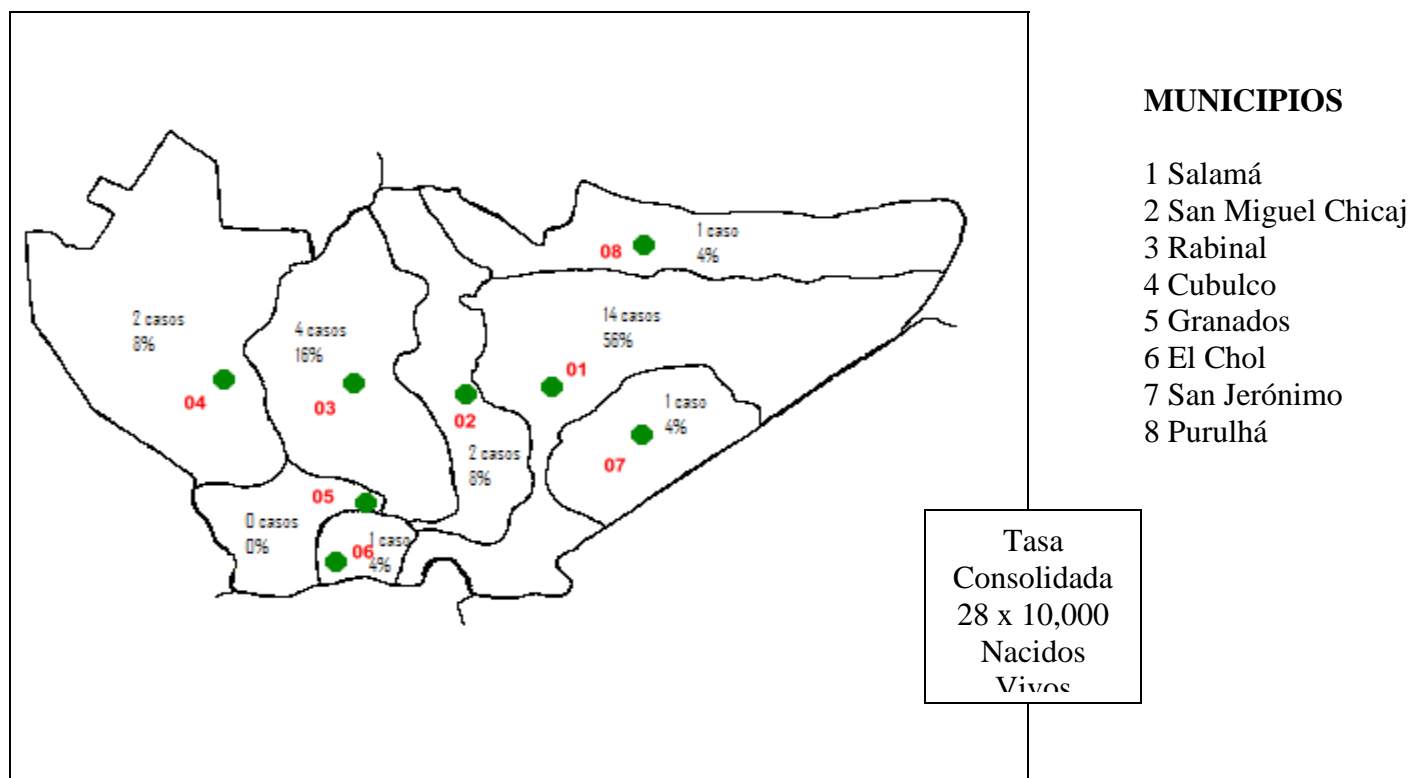 MUNICIPIOS
1 Salamá
2 San Miguel Chicaj
3 Rabinal
4 Cubulco
5 Granados
6 El Chol
7 San Jerónimo
8 Purulhá
1 caso
4%
08
14 casos
56%
01
2 casos
8%
04
4 casos
16%
03
02
2 casos
8%
1 caso
4%
07
05
0 casos
0%
06
1 caso
4%
Tasa
Consolidada
28 x 10,000
Nacidos
Vivos